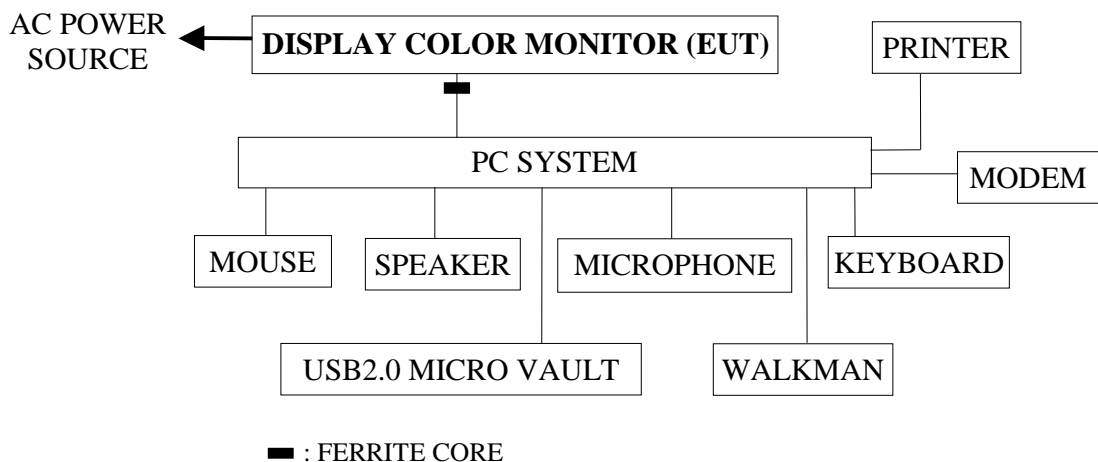 AC POWER
SOURCE
DISPLAY COLOR MONITOR (EUT)
PRINTER
PC SYSTEM
MODEM
MOUSE
SPEAKER
MICROPHONE
KEYBOARD
USB2.0 MICRO VAULT
WALKMAN
: FERRITE CORE